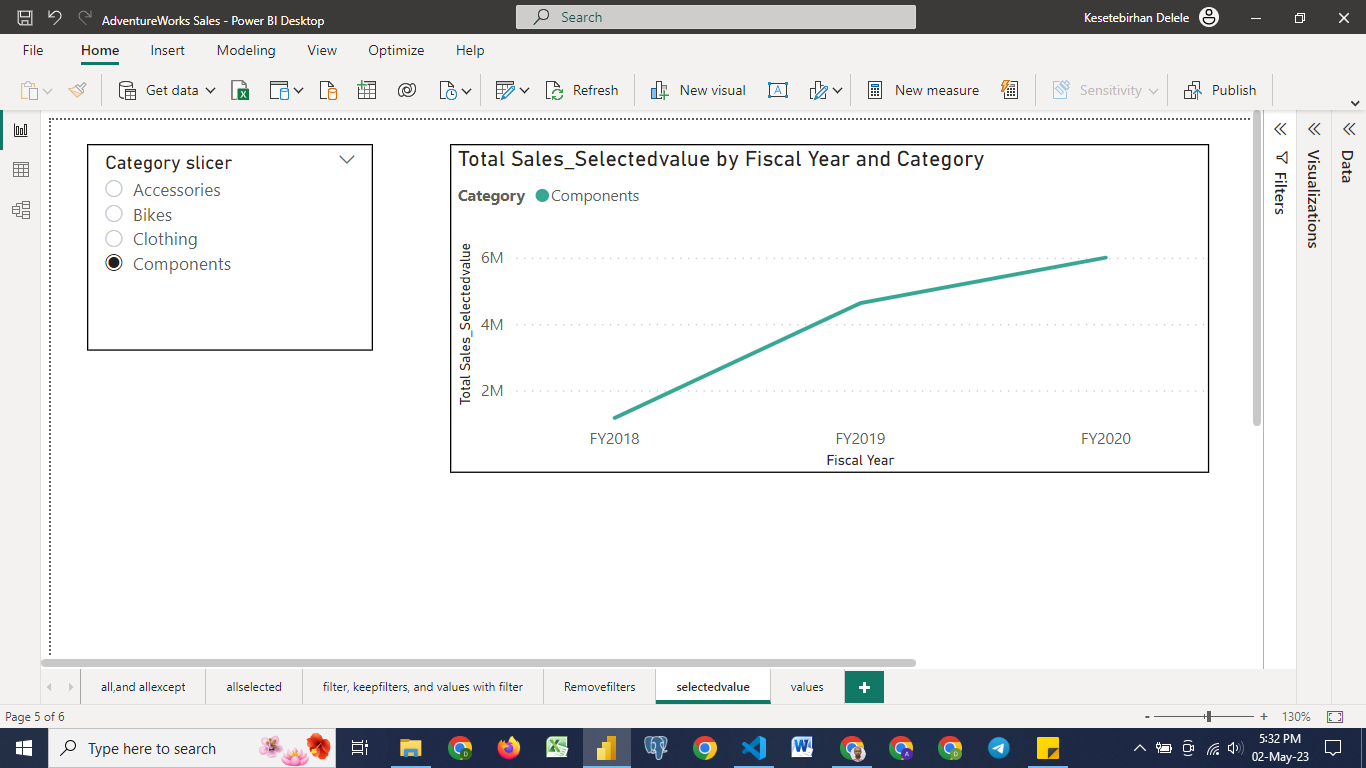 AdventureWorks Sales - Power BI Desktop
Search
Kesetebirhan Delele
File Home Insert Modeling View Optimize Help
Get data
Refresh
New visual
New measure
Sensitivity
Publish
Category slicer
Accessories
Bikes
Clothing
Components
Total Sales_Selectedvalue by Fiscal Year and Category
Category Components
Total Sales_Selectedvalue
6M
4M
2M
FY2018 FY2019 FY2020
Fiscal Year
Filters
Visualizations
Data
all,and allexcept
allselected
filter, keepfilters, and values with filter
Removefilters
selectedvalue
values
Page 5 of 6
- + 130%
Type here to search
5:32 PM
02-May-23